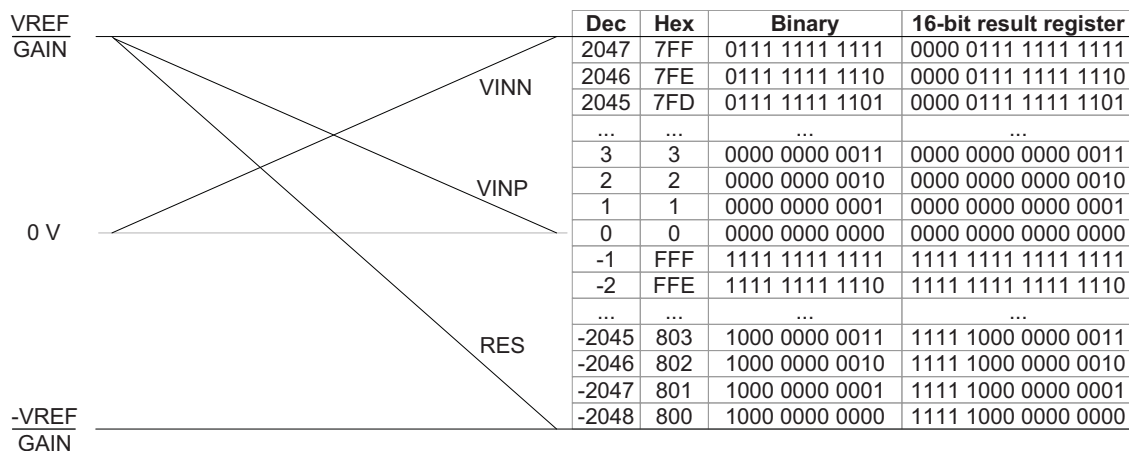 VREF
GAIN
VINN
VINP
0 V
RES
-VREF
GAIN
Dec Hex Binary 16-bit result register
2047 7FF 0111 1111 1111 0000 0111 1111 1111
2046 7FE 0111 1111 1110 0000 0111 1111 1110
2045 7FD 0111 1111 1101 0000 0111 1111 1101
... ... ... ...
3 3 0000 0000 0011 0000 0000 0000 0011
2 2 0000 0000 0010 0000 0000 0000 0010
1 1 0000 0000 0001 0000 0000 0000 0001
0 0 0000 0000 0000 0000 0000 0000 0000
-1 FFF 1111 1111 1111 1111 1111 1111 1111
-2 FFE 1111 1111 1110 1111 1111 1111 1110
... ... ... ...
-2045 803 1000 0000 0011 1111 1000 0000 0011
-2046 802 1000 0000 0010 1111 1000 0000 0010
-2047 801 1000 0000 0001 1111 1000 0000 0001
-2048 800 1000 0000 0000 1111 1000 0000 0000